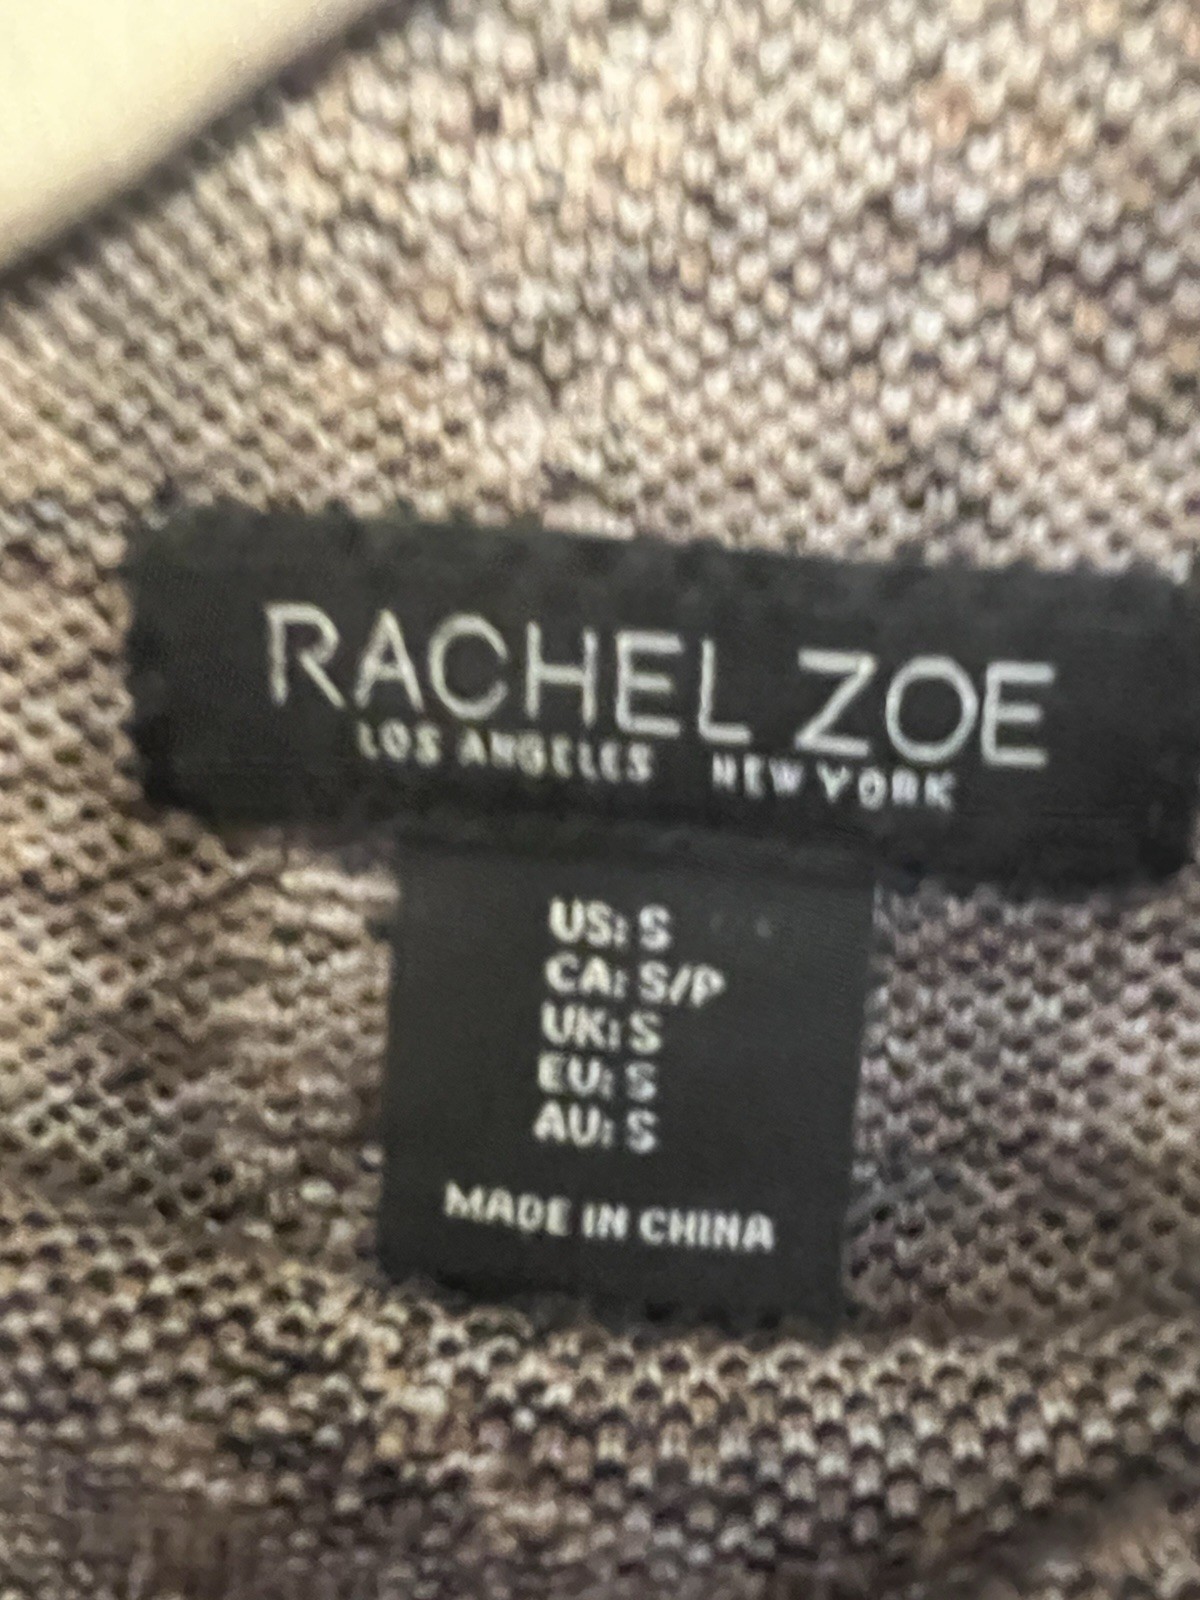 RACHEL ZOE
LOS ANGELES NEW YORK
US: S
CA: S/P
UK: S
EU: S
AU: S
MADE IN CHINA